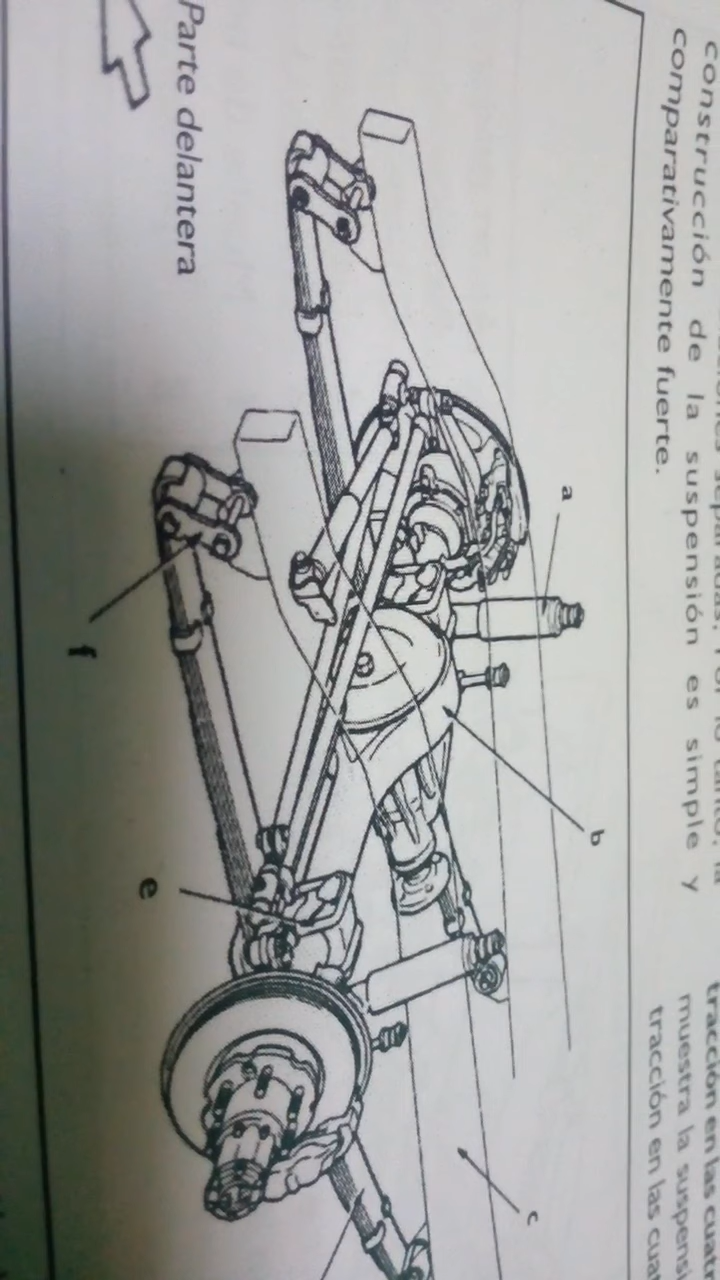 construcción de la suspensión es simple y
comparativamente fuerte.
tracción en las cuatr
muestra la suspensi
tracción en las cua
a
b
c
e
f
Parte delantera